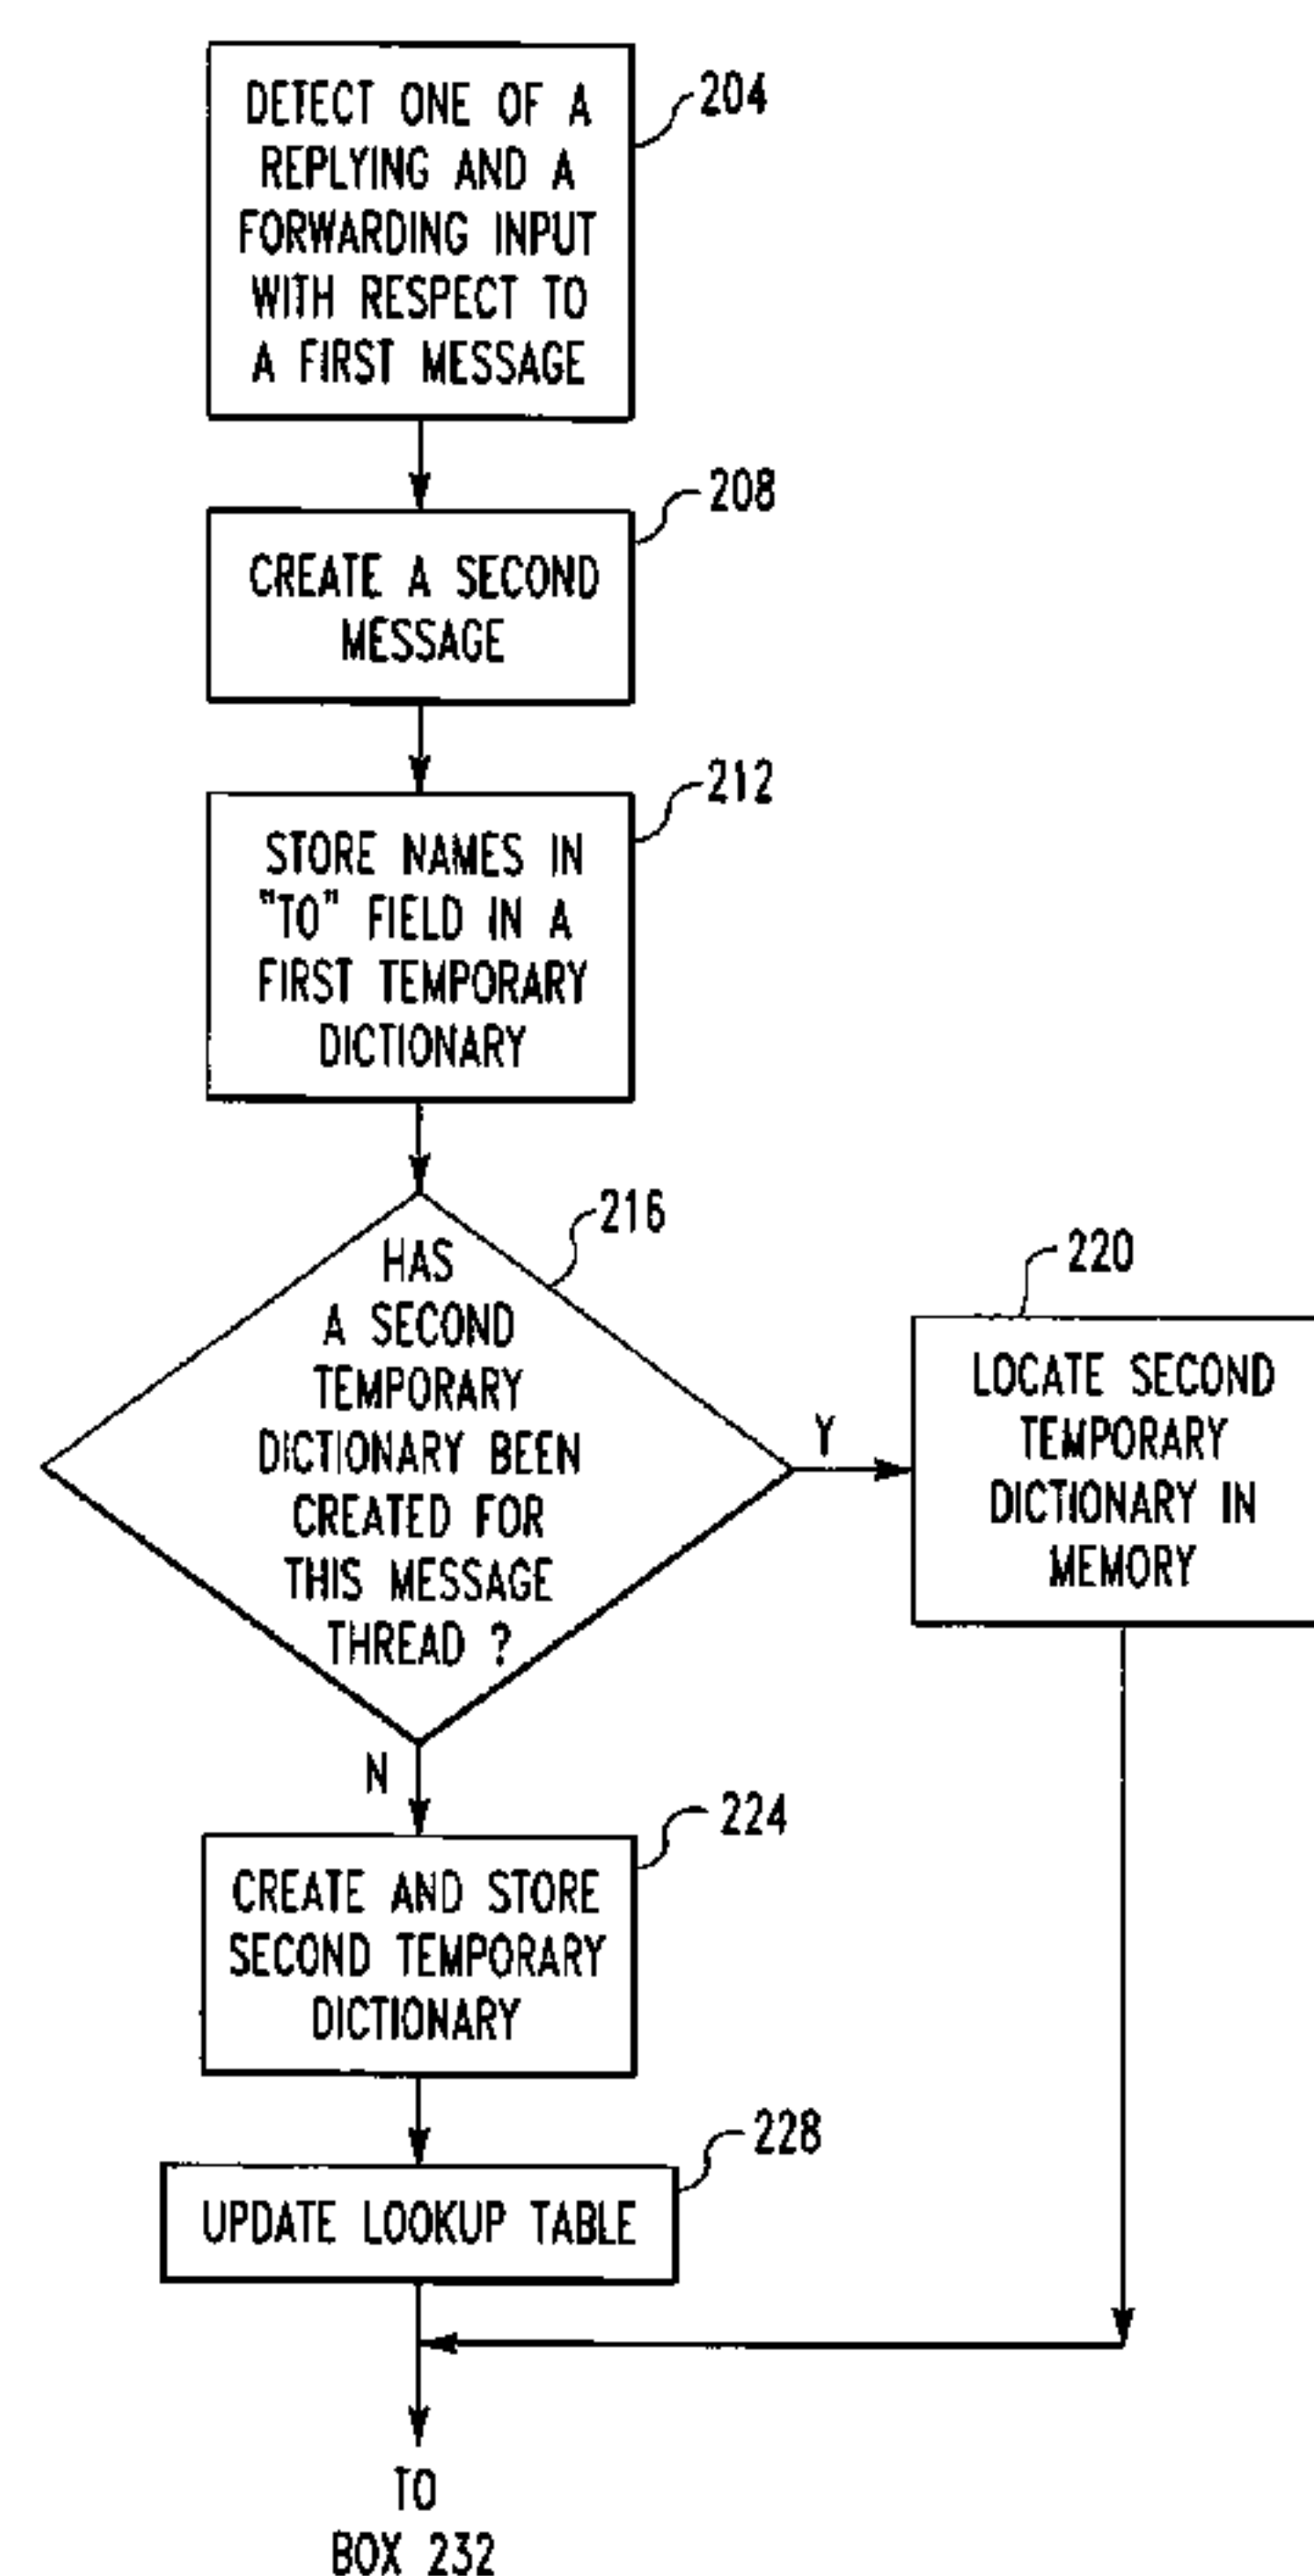 DETECT ONE OF A
REPLYING AND A
FORWARDING INPUT
WITH RESPECT TO
A FIRST MESSAGE
204
CREATE A SECOND
MESSAGE
208
STORE NAMES IN
"TO" FIELD IN A
FIRST TEMPORARY
DICTIONARY
212
HAS
A SECOND
TEMPORARY
DICTIONARY BEEN
CREATED FOR
THIS MESSAGE
THREAD ?
216
Y
220
LOCATE SECOND
TEMPORARY
DICTIONARY IN
MEMORY
N
224
CREATE AND STORE
SECOND TEMPORARY
DICTIONARY
228
UPDATE LOOKUP TABLE
TO
BOX 232